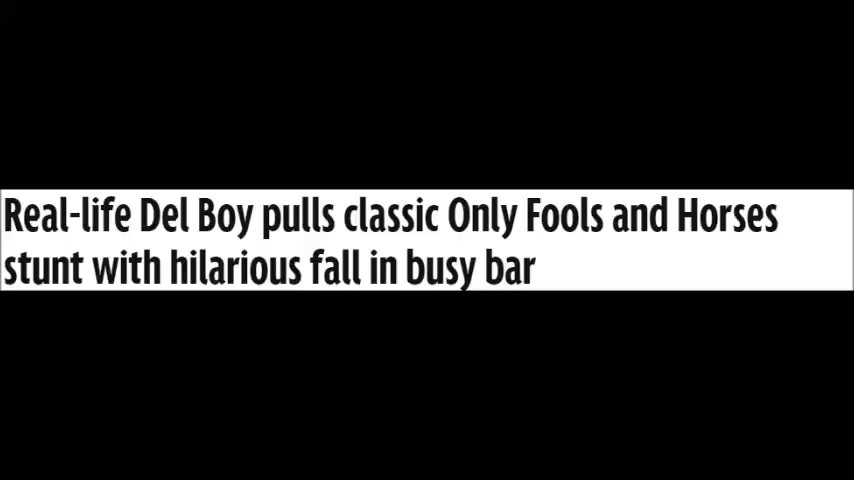 Real-life Del Boy pulls classic Only Fools and Horses
stunt with hilarious fall in busy bar